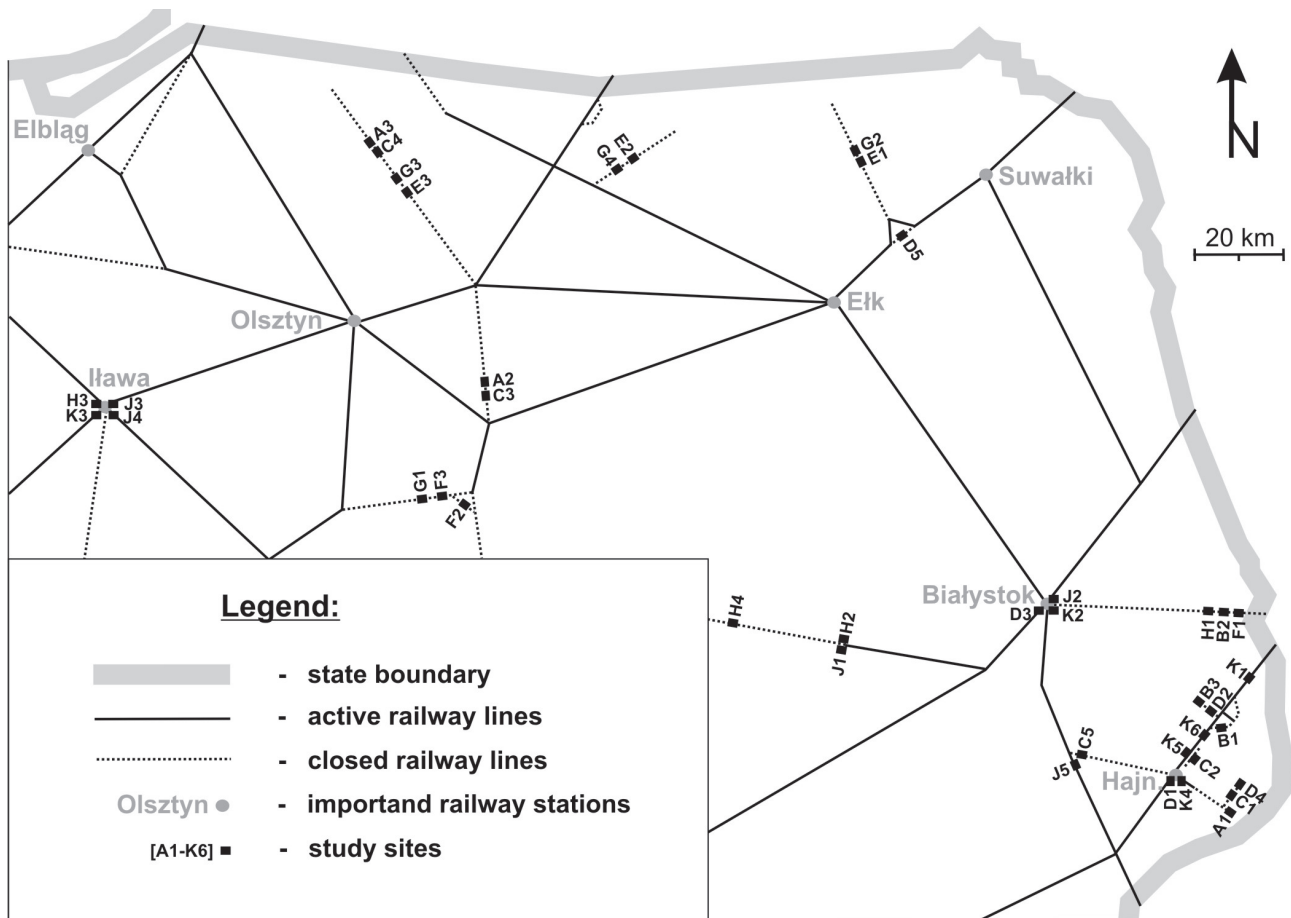 Elbląg
A3
C4
G3
E3
E2
G4
G2
E1
N
Suwałki
D5
20 km
Olsztyn
Ełk
Iława
H3
J3
K3
J4
A2
C3
G1
F3
F2
Białystok
J2
D3
K2
H4
H2
J1
H1
B2
F1
K1
B3
D2
K6
B1
C5
K5
C2
J5
Hajn.
D1
K4
D4
C1
A1
Legend:
- state boundary
- active railway lines
- closed railway lines
Olsztyn - importand railway stations
[A1-K6] - study sites